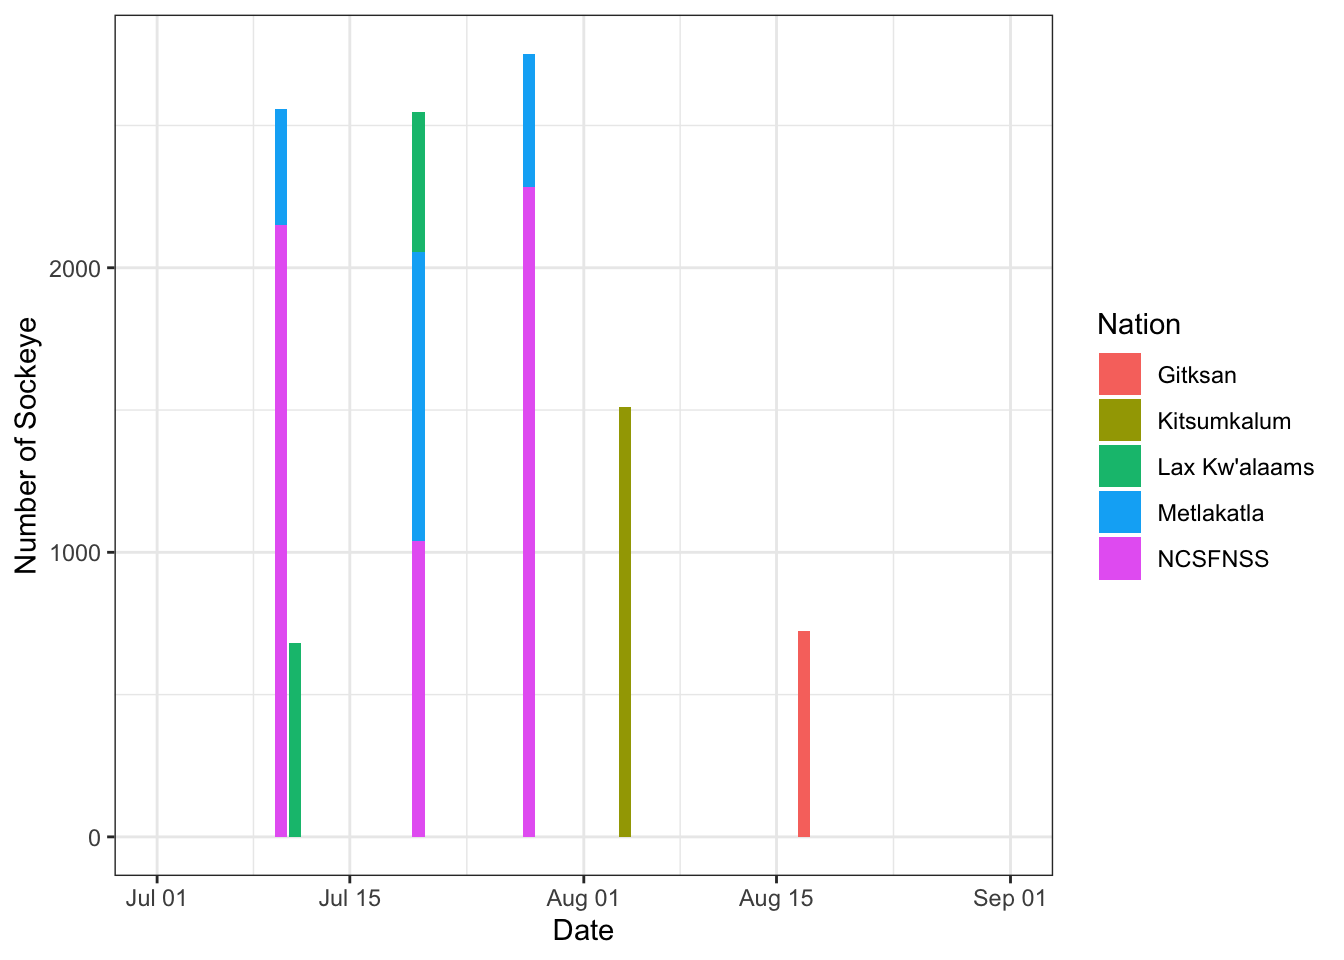 Number of Sockeye
2000
1000
0
Jul 01
Jul 15
Aug 01
Aug 15
Sep 01
Date
Nation
Gitksan
Kitsumkalum
Lax Kw'alaams
Metlakatla
NCSFNSS